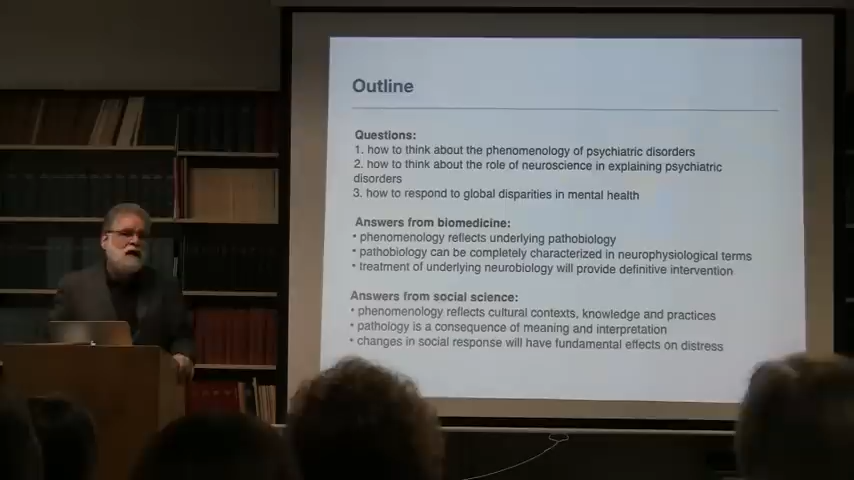 Outline
Questions:
1. how to think about the phenomenology of psychiatric disorders
2. how to think about the role of neuroscience in explaining psychiatric
disorders
3. how to respond to global disparities in mental health
Answers from biomedicine:
• phenomenology reflects underlying pathobiology
• pathobiology can be completely characterized in neurophysiological terms
• treatment of underlying neurobiology will provide definitive intervention
Answers from social science:
• phenomenology reflects cultural contexts, knowledge and practices
• pathology is a consequence of meaning and interpretation
• changes in social response will have fundamental effects on distress